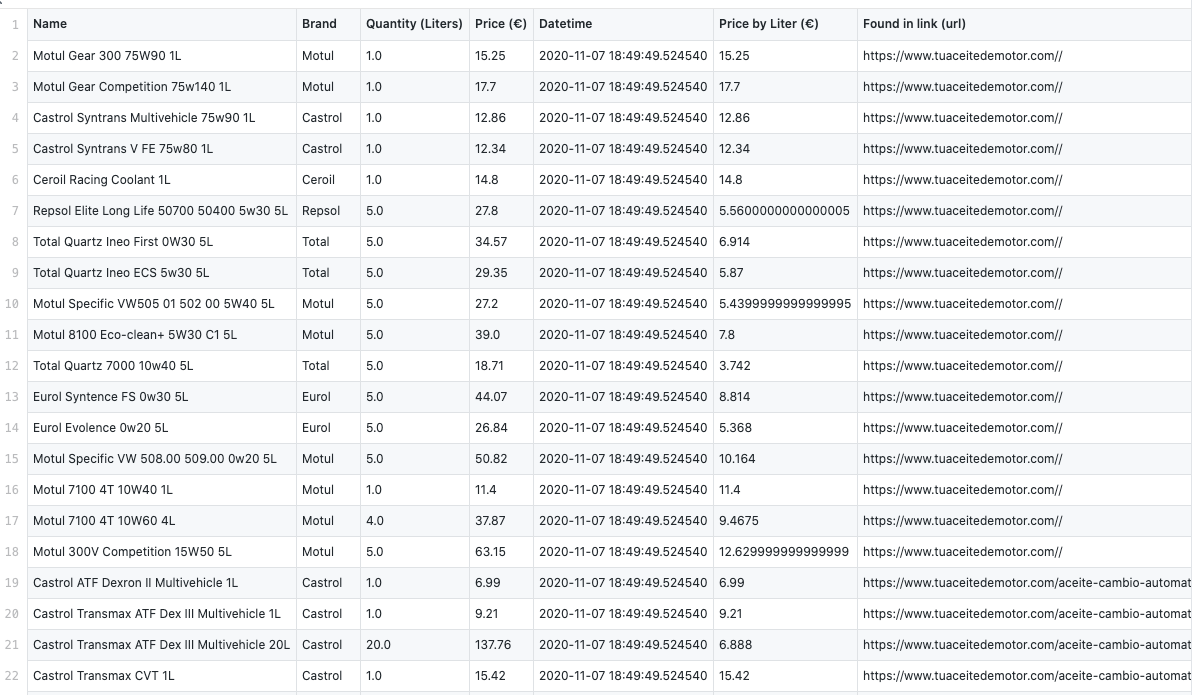 1 Name Brand Quantity (Liters) Price (€) Datetime Price by Liter (€) Found in link (url)
2 Motul Gear 300 75W90 1L Motul 1.0 15.25 2020-11-07 18:49:49.524540 15.25 https://www.tuaceitedemotor.com//
3 Motul Gear Competition 75w140 1L Motul 1.0 17.7 2020-11-07 18:49:49.524540 17.7 https://www.tuaceitedemotor.com//
4 Castrol Syntrans Multivehicle 75w90 1L Castrol 1.0 12.86 2020-11-07 18:49:49.524540 12.86 https://www.tuaceitedemotor.com//
5 Castrol Syntrans V FE 75w80 1L Castrol 1.0 12.34 2020-11-07 18:49:49.524540 12.34 https://www.tuaceitedemotor.com//
6 Ceroil Racing Coolant 1L Ceroil 1.0 14.8 2020-11-07 18:49:49.524540 14.8 https://www.tuaceitedemotor.com//
7 Repsol Elite Long Life 50700 50400 5w30 5L Repsol 5.0 27.8 2020-11-07 18:49:49.524540 5.5600000000000005 https://www.tuaceitedemotor.com//
8 Total Quartz Ineo First 0W30 5L Total 5.0 34.57 2020-11-07 18:49:49.524540 6.914 https://www.tuaceitedemotor.com//
9 Total Quartz Ineo ECS 5w30 5L Total 5.0 29.35 2020-11-07 18:49:49.524540 5.87 https://www.tuaceitedemotor.com//
10 Motul Specific VW505 01 502 00 5W40 5L Motul 5.0 27.2 2020-11-07 18:49:49.524540 5.4399999999999995 https://www.tuaceitedemotor.com//
11 Motul 8100 Eco-clean+ 5W30 C1 5L Motul 5.0 39.0 2020-11-07 18:49:49.524540 7.8 https://www.tuaceitedemotor.com//
12 Total Quartz 7000 10w40 5L Total 5.0 18.71 2020-11-07 18:49:49.524540 3.742 https://www.tuaceitedemotor.com//
13 Eurol Syntence FS 0w30 5L Eurol 5.0 44.07 2020-11-07 18:49:49.524540 8.814 https://www.tuaceitedemotor.com//
14 Eurol Evolence 0w20 5L Eurol 5.0 26.84 2020-11-07 18:49:49.524540 5.368 https://www.tuaceitedemotor.com//
15 Motul Specific VW 508.00 509.00 0w20 5L Motul 5.0 50.82 2020-11-07 18:49:49.524540 10.164 https://www.tuaceitedemotor.com//
16 Motul 7100 4T 10W40 1L Motul 1.0 11.4 2020-11-07 18:49:49.524540 11.4 https://www.tuaceitedemotor.com//
17 Motul 7100 4T 10W60 4L Motul 4.0 37.87 2020-11-07 18:49:49.524540 9.4675 https://www.tuaceitedemotor.com//
18 Motul 300V Competition 15W50 5L Motul 5.0 63.15 2020-11-07 18:49:49.524540 12.629999999999999 https://www.tuaceitedemotor.com//
19 Castrol ATF Dexron II Multivehicle 1L Castrol 1.0 6.99 2020-11-07 18:49:49.524540 6.99 https://www.tuaceitedemotor.com/aceite-cambio-automat
20 Castrol Transmax ATF Dex III Multivehicle 1L Castrol 1.0 9.21 2020-11-07 18:49:49.524540 9.21 https://www.tuaceitedemotor.com/aceite-cambio-automat
21 Castrol Transmax ATF Dex III Multivehicle 20L Castrol 20.0 137.76 2020-11-07 18:49:49.524540 6.888 https://www.tuaceitedemotor.com/aceite-cambio-automat
22 Castrol Transmax CVT 1L Castrol 1.0 15.42 2020-11-07 18:49:49.524540 15.42 https://www.tuaceitedemotor.com/aceite-cambio-automat